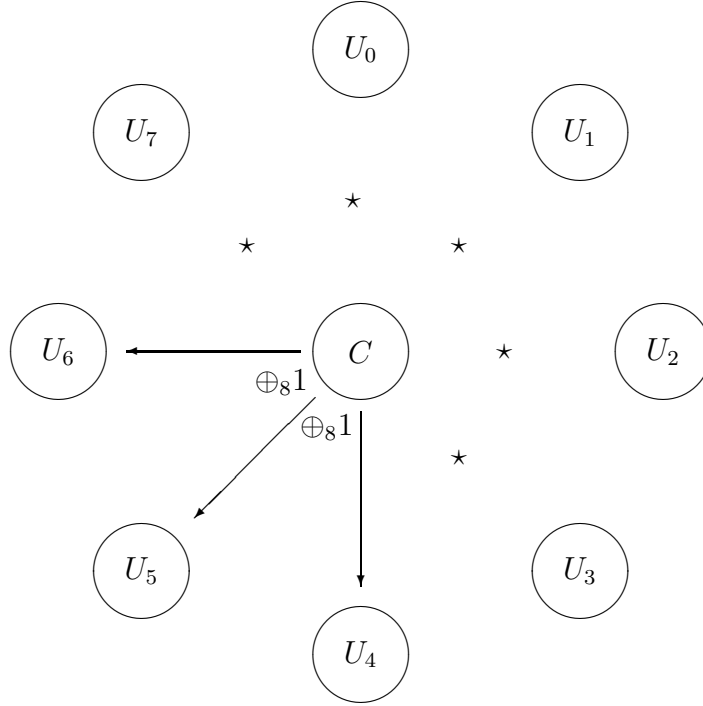 U₀
U₇
U₁
⋆
⋆
⋆
U₆
C
⋆
U₂
⊕₈1
⊕₈1
⋆
U₅
U₃
U₄